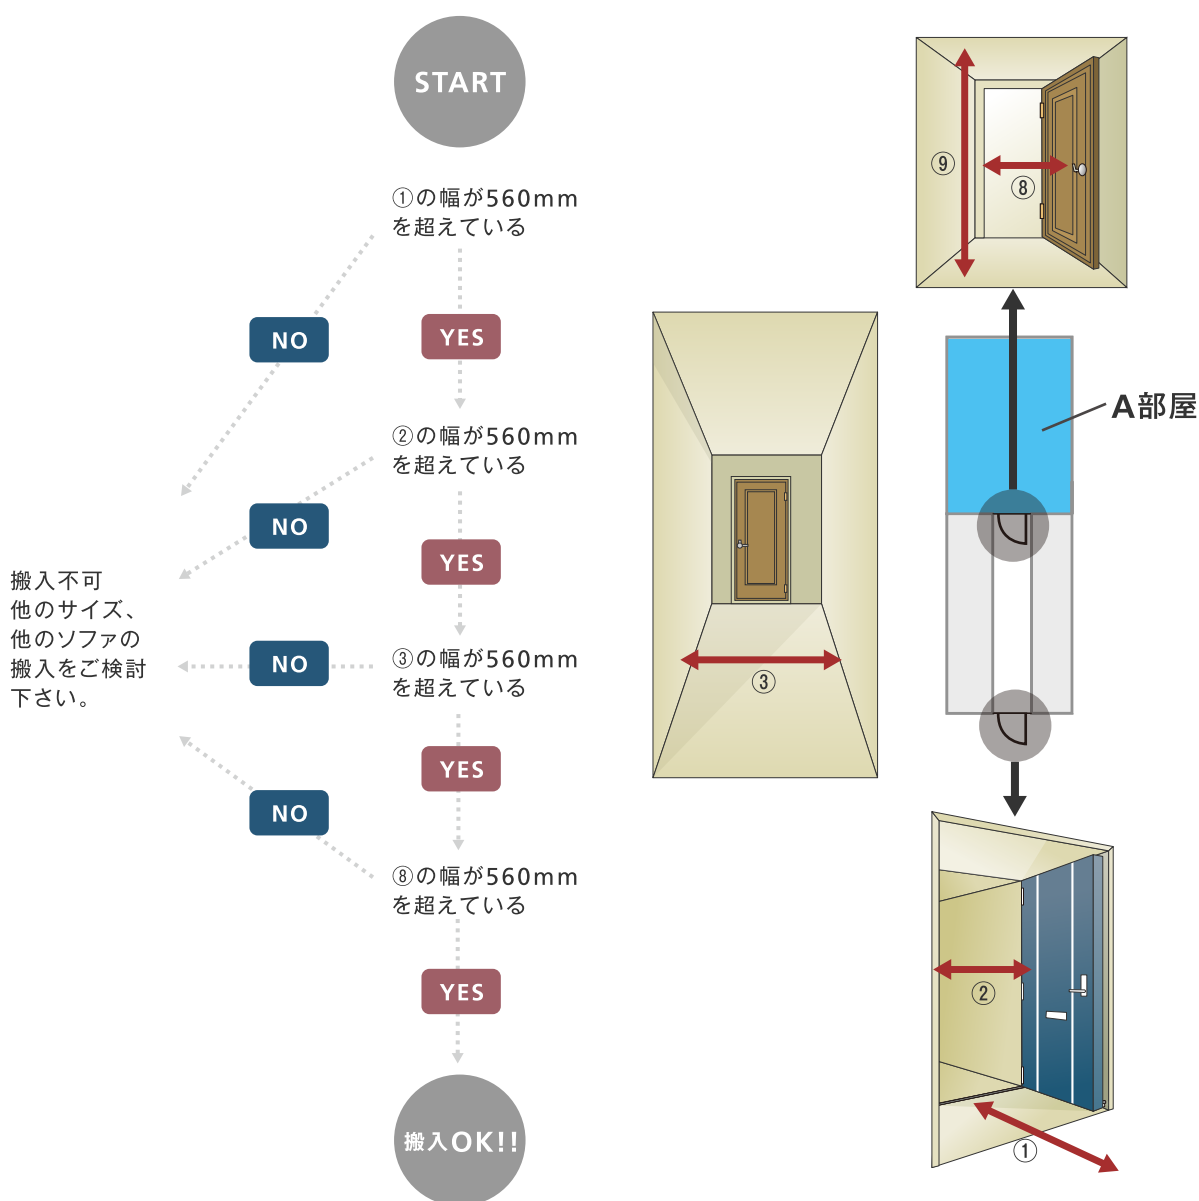 START
①の幅が560mm
を超えている
NO
YES
②の幅が560mm
を超えている
NO
YES
搬入不可
他のサイズ、
他のソファの
搬入をご検討
下さい。
③の幅が560mm
を超えている
NO
YES
NO
⑧の幅が560mm
を超えている
YES
搬入OK!!
③
⑨
⑧
A部屋
②
①